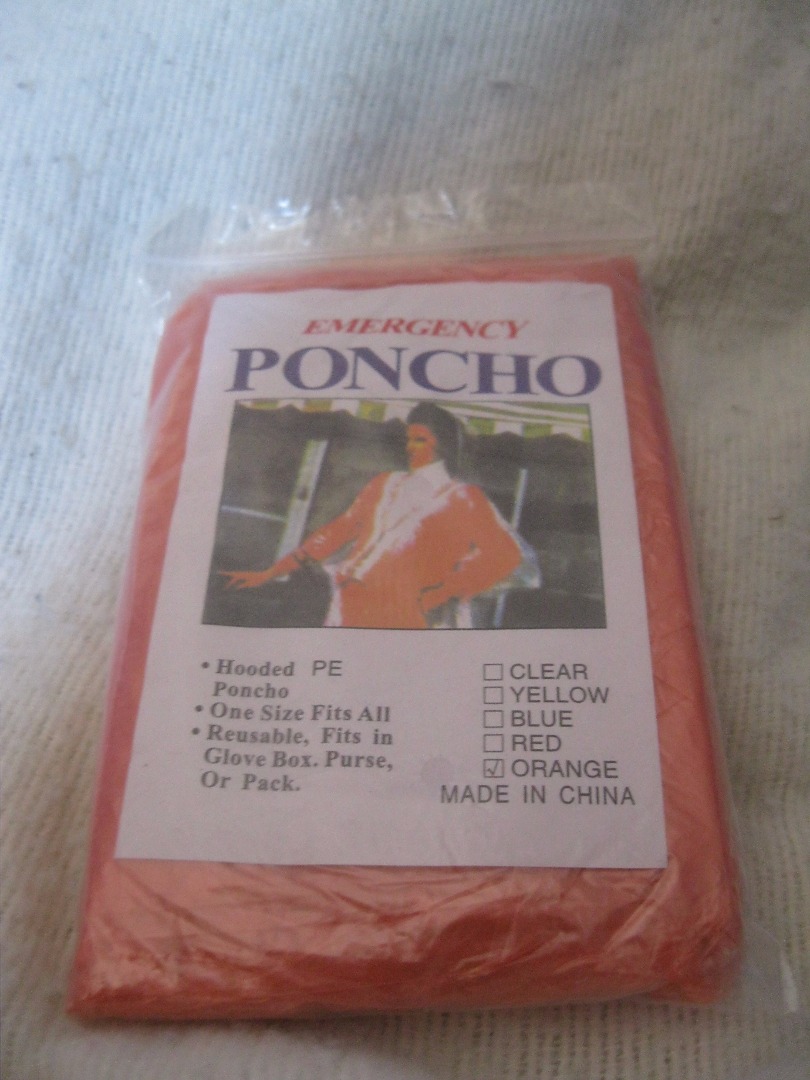 EMERGENCY
PONCHO
• Hooded PE
Poncho
• One Size Fits All
• Reusable, Fits in
Glove Box. Purse,
Or Pack.
☐ CLEAR
☐ YELLOW
☐ BLUE
☐ RED
☑ ORANGE
MADE IN CHINA